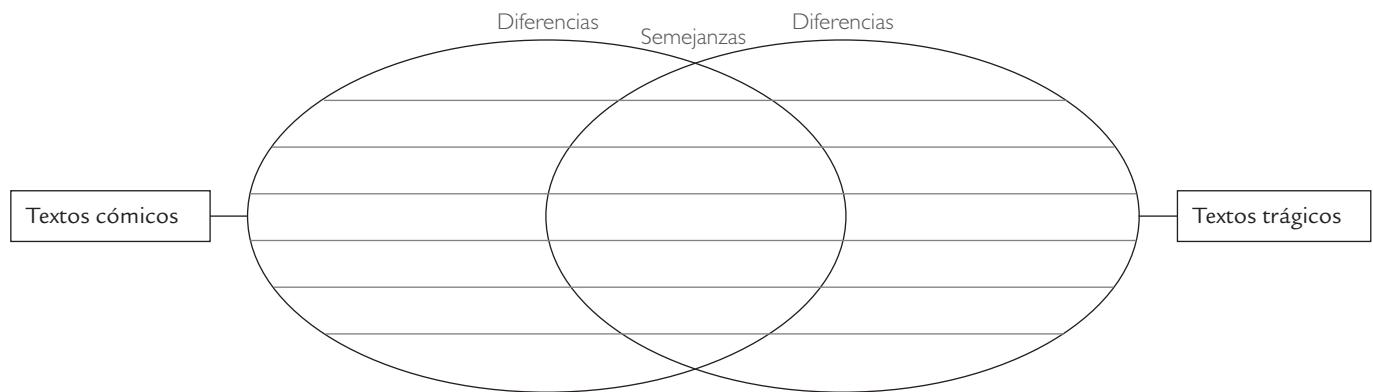 Diferencias
Semejanzas
Diferencias
Textos cómicos
Textos trágicos